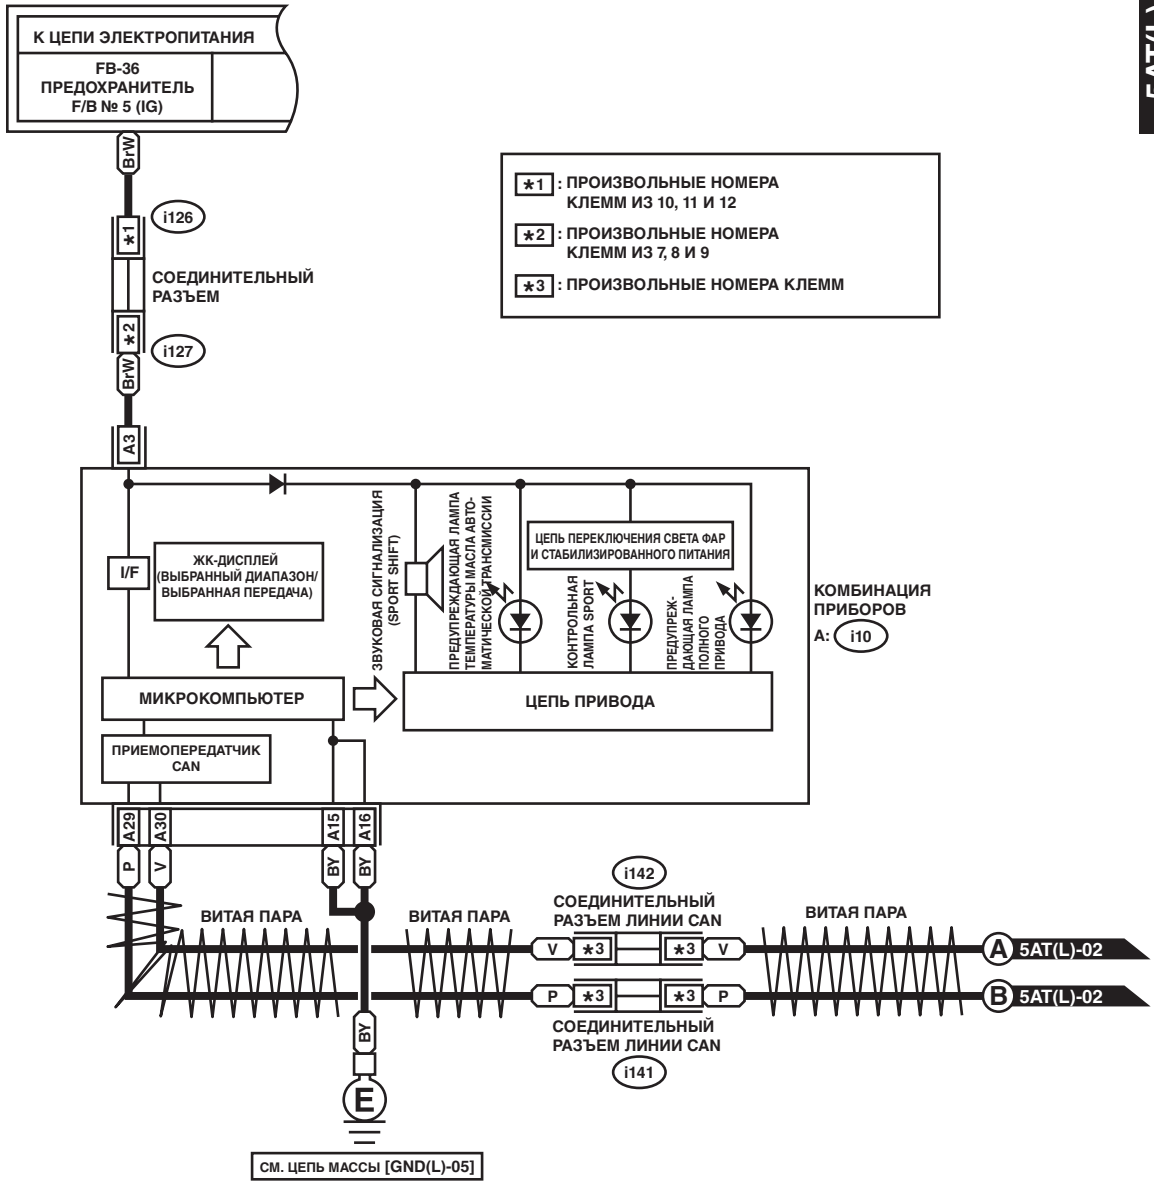 К ЦЕПИ ЭЛЕКТРОПИТАНИЯ
FB-36
ПРЕДОХРАНИТЕЛЬ
F/B № 5 (IG)
5AT(L)
BrW
i126
*1
СОЕДИНИТЕЛЬНЫЙ
РАЗЪЕМ
*2
i127
BrW
A3
*1 : ПРОИЗВОЛЬНЫЕ НОМЕРА
КЛЕММ ИЗ 10, 11 И 12
*2 : ПРОИЗВОЛЬНЫЕ НОМЕРА
КЛЕММ ИЗ 7, 8 И 9
*3 : ПРОИЗВОЛЬНЫЕ НОМЕРА КЛЕММ
I/F
ЖК-ДИСПЛЕЙ
(ВЫБРАННЫЙ ДИАПАЗОН/
ВЫБРАННАЯ ПЕРЕДАЧА)
ЗВУКОВАЯ СИГНАЛИЗАЦИЯ
(SPORT SHIFT)
ПРЕДУПРЕЖДАЮЩАЯ ЛАМПА
ТЕМПЕРАТУРЫ МАСЛА АВТО-
МАТИЧЕСКОЙ ТРАНСМИССИИ
ЦЕПЬ ПЕРЕКЛЮЧЕНИЯ СВЕТА ФАР
И СТАБИЛИЗИРОВАННОГО ПИТАНИЯ
КОНТРОЛЬНАЯ
ЛАМПА SPORT
ПРЕДУПРЕЖ-
ДАЮЩАЯ ЛАМПА
ПОЛНОГО
ПРИВОДА
КОМБИНАЦИЯ
ПРИБОРОВ
A: i10
МИКРОКОМПЬЮТЕР
ЦЕПЬ ПРИВОДА
ПРИЕМОПЕРЕДАТЧИК
CAN
A29
A30
A15
A16
P
V
BY
BY
i142
СОЕДИНИТЕЛЬНЫЙ
РАЗЪЕМ ЛИНИИ CAN
ВИТАЯ ПАРА
ВИТАЯ ПАРА
ВИТАЯ ПАРА
V *3 *3 V
A 5AT(L)-02
P *3 *3 P
B 5AT(L)-02
СОЕДИНИТЕЛЬНЫЙ
РАЗЪЕМ ЛИНИИ CAN
i141
BY
E
СМ. ЦЕПЬ МАССЫ [GND(L)-05]